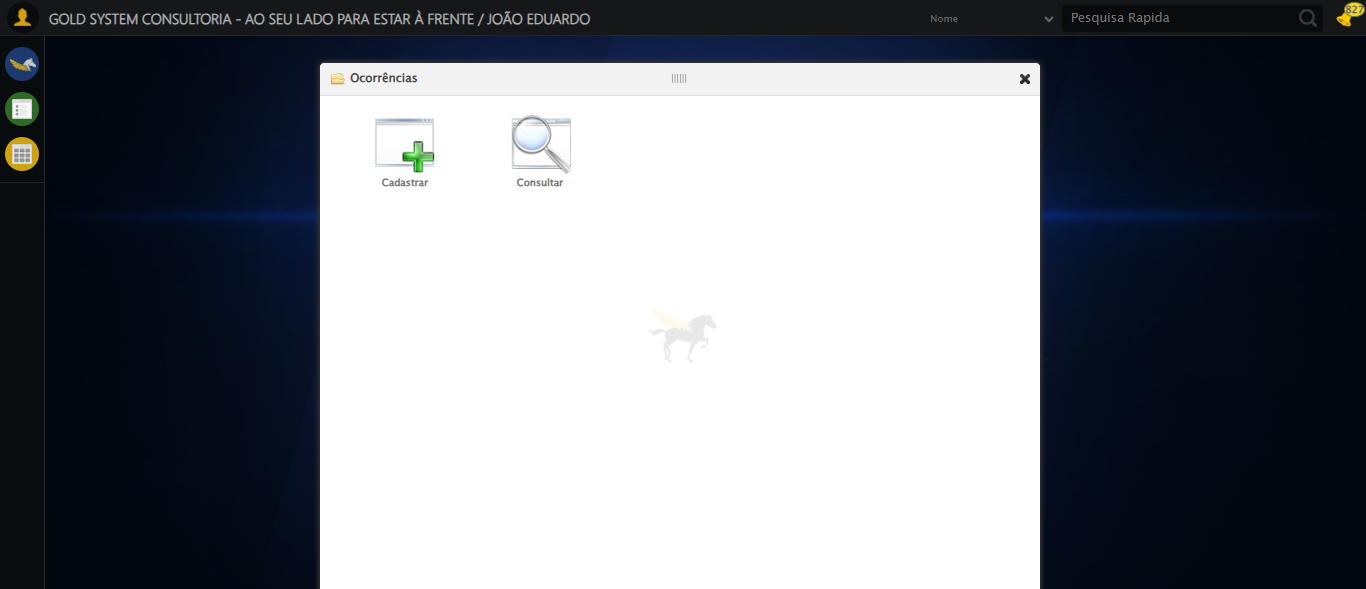 GOLD SYSTEM CONSULTORIA - AO SEU LADO PARA ESTAR À FRENTE / JOÃO EDUARDO
Nome
Pesquisa Rapida
827
Ocorrências
Cadastrar
Consultar